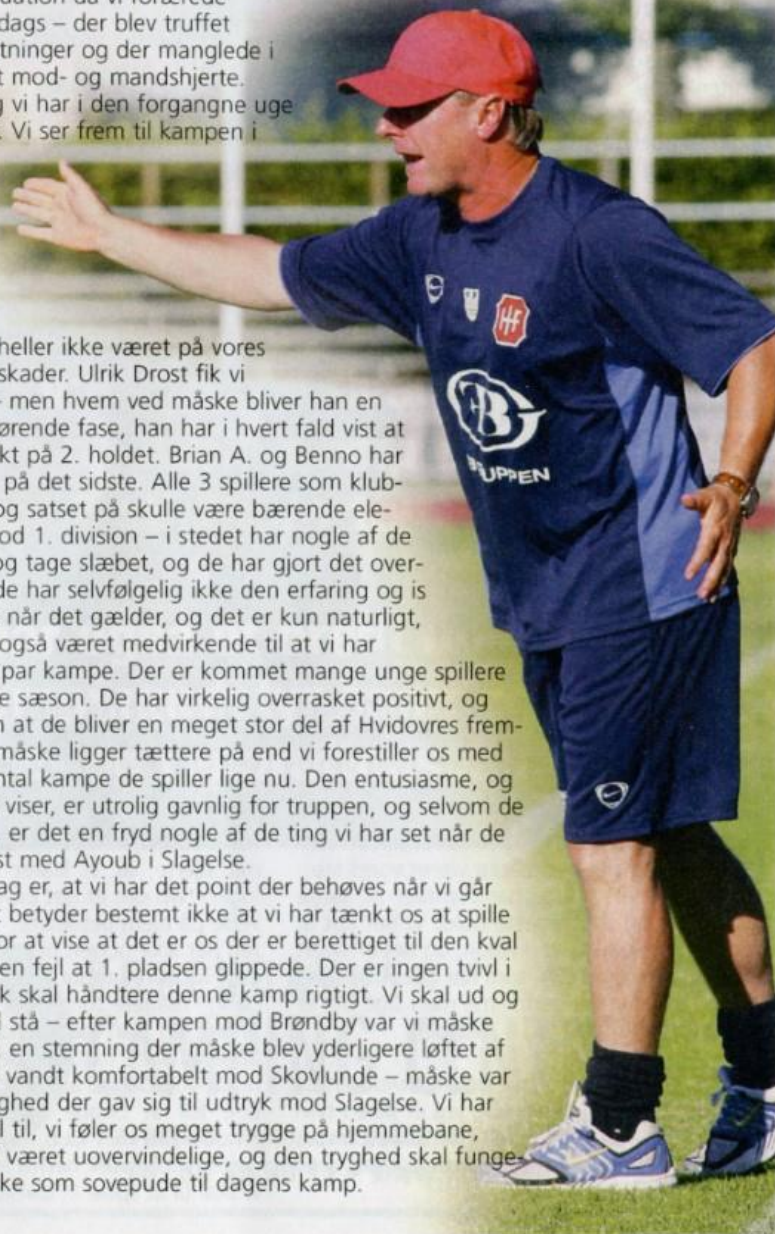 dags – der blev truffet
tninger og der manglede i
t mod- og mandshjerte.
g vi har i den forgangne uge
. Vi ser frem til kampen i
heller ikke været på vores
skader. Ulrik Drost fik vi
– men hvem ved måske bliver han en
ørende fase, han har i hvert fald vist at
kt på 2. holdet. Brian A. og Benno har
på det sidste. Alle 3 spillere som klub-
og satset på skulle være bærende ele-
od 1. division – i stedet har nogle af de
og tage slæbet, og de har gjort det over-
de har selvfølgelig ikke den erfaring og is
når det gælder, og det er kun naturligt,
også været medvirkende til at vi har
par kampe. Der er kommet mange unge spillere
e sæson. De har virkelig overrasket positivt, og
n at de bliver en meget stor del af Hvidovres frem-
måske ligger tættere på end vi forestiller os med
ntal kampe de spiller lige nu. Den entusiasme, og
viser, er utrolig gavnlig for truppen, og selvom de
er det en fryd nogle af de ting vi har set når de
st med Ayoub i Slagelse.
ag er, at vi har det point der behøves når vi går
t betyder bestemt ikke at vi har tænkt os at spille
or at vise at det er os der er berettiget til den kval
en fejl at 1. pladsen glippede. Der er ingen tvivl i
k skal håndtere denne kamp rigtigt. Vi skal ud og
l stå – efter kampen mod Brøndby var vi måske
en stemning der måske blev yderligere løftet af
vandt komfortabelt mod Skovlunde – måske var
ghed der gav sig til udtryk mod Slagelse. Vi har
l til, vi føler os meget trygge på hjemmebane,
været uovervindelige, og den tryghed skal funge-
ke som sovepude til dagens kamp.
HIF